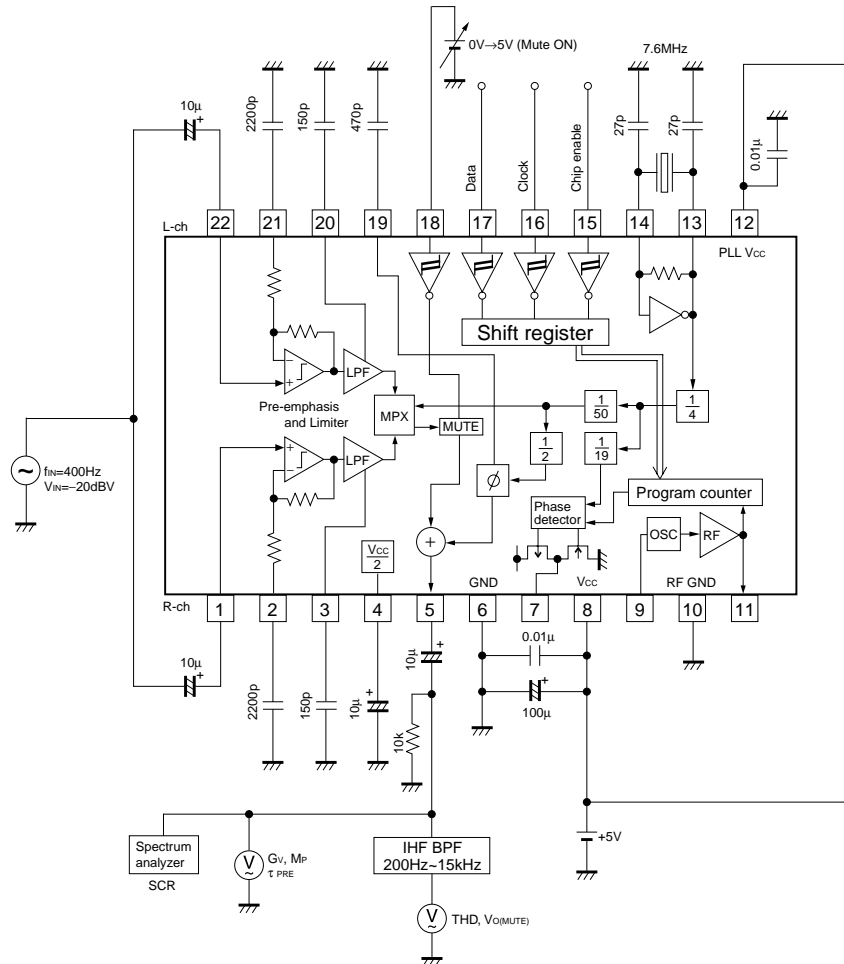 0V→5V (Mute ON)
7.6MHz
10μ
+
2200p
150p
470p
Data
Clock
Chip enable
27p
27p
0.01μ
L-ch
22
21
20
19
18
17
16
15
14
13
12
PLL VCC
Shift register
−
+
LPF
Pre-emphasis
and Limiter
MPX
MUTE
1
50
1
4
1
2
1
19
+
−
LPF
ϕ
Phase
detector
Program counter
OSC
RF
~
fIN=400Hz
VIN=−20dBV
VCC
2
+
GND
VCC
RF GND
R-ch
1
2
3
4
5
6
7
8
9
10
11
10μ
+
2200p
150p
10μ
+
10μ
+
10k
0.01μ
+
100μ
+5V
Spectrum
analyzer
SCR
V
~
GV, MP
τ PRE
IHF BPF
200Hz~15kHz
V
~
THD, VO(MUTE)